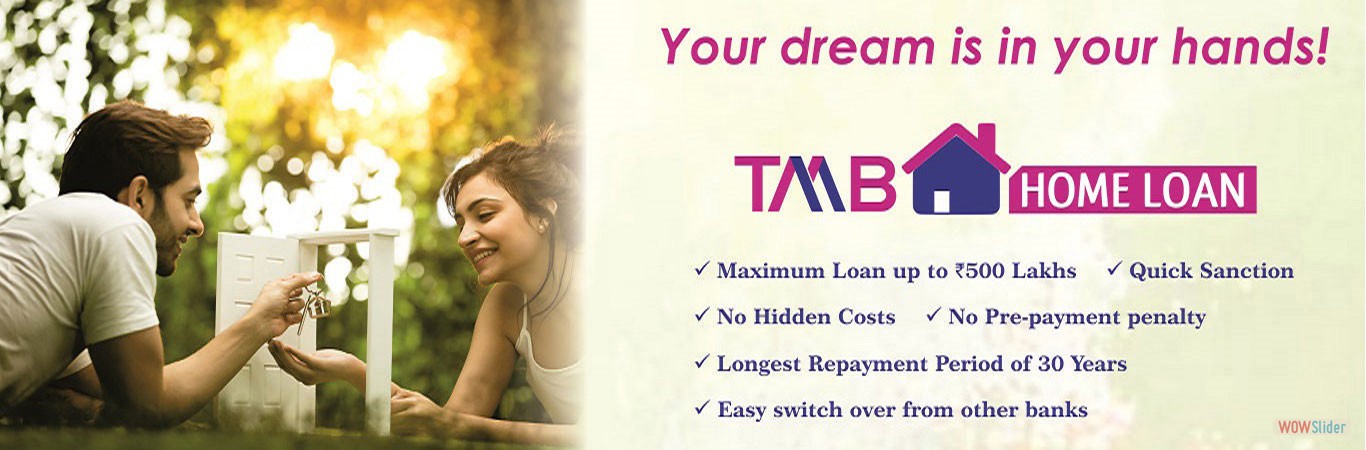 Your dream is in your hands!
TMB HOME LOAN
✓ Maximum Loan up to ₹500 Lakhs ✓ Quick Sanction
✓ No Hidden Costs ✓ No Pre-payment penalty
✓ Longest Repayment Period of 30 Years
✓ Easy switch over from other banks
WOWSlider